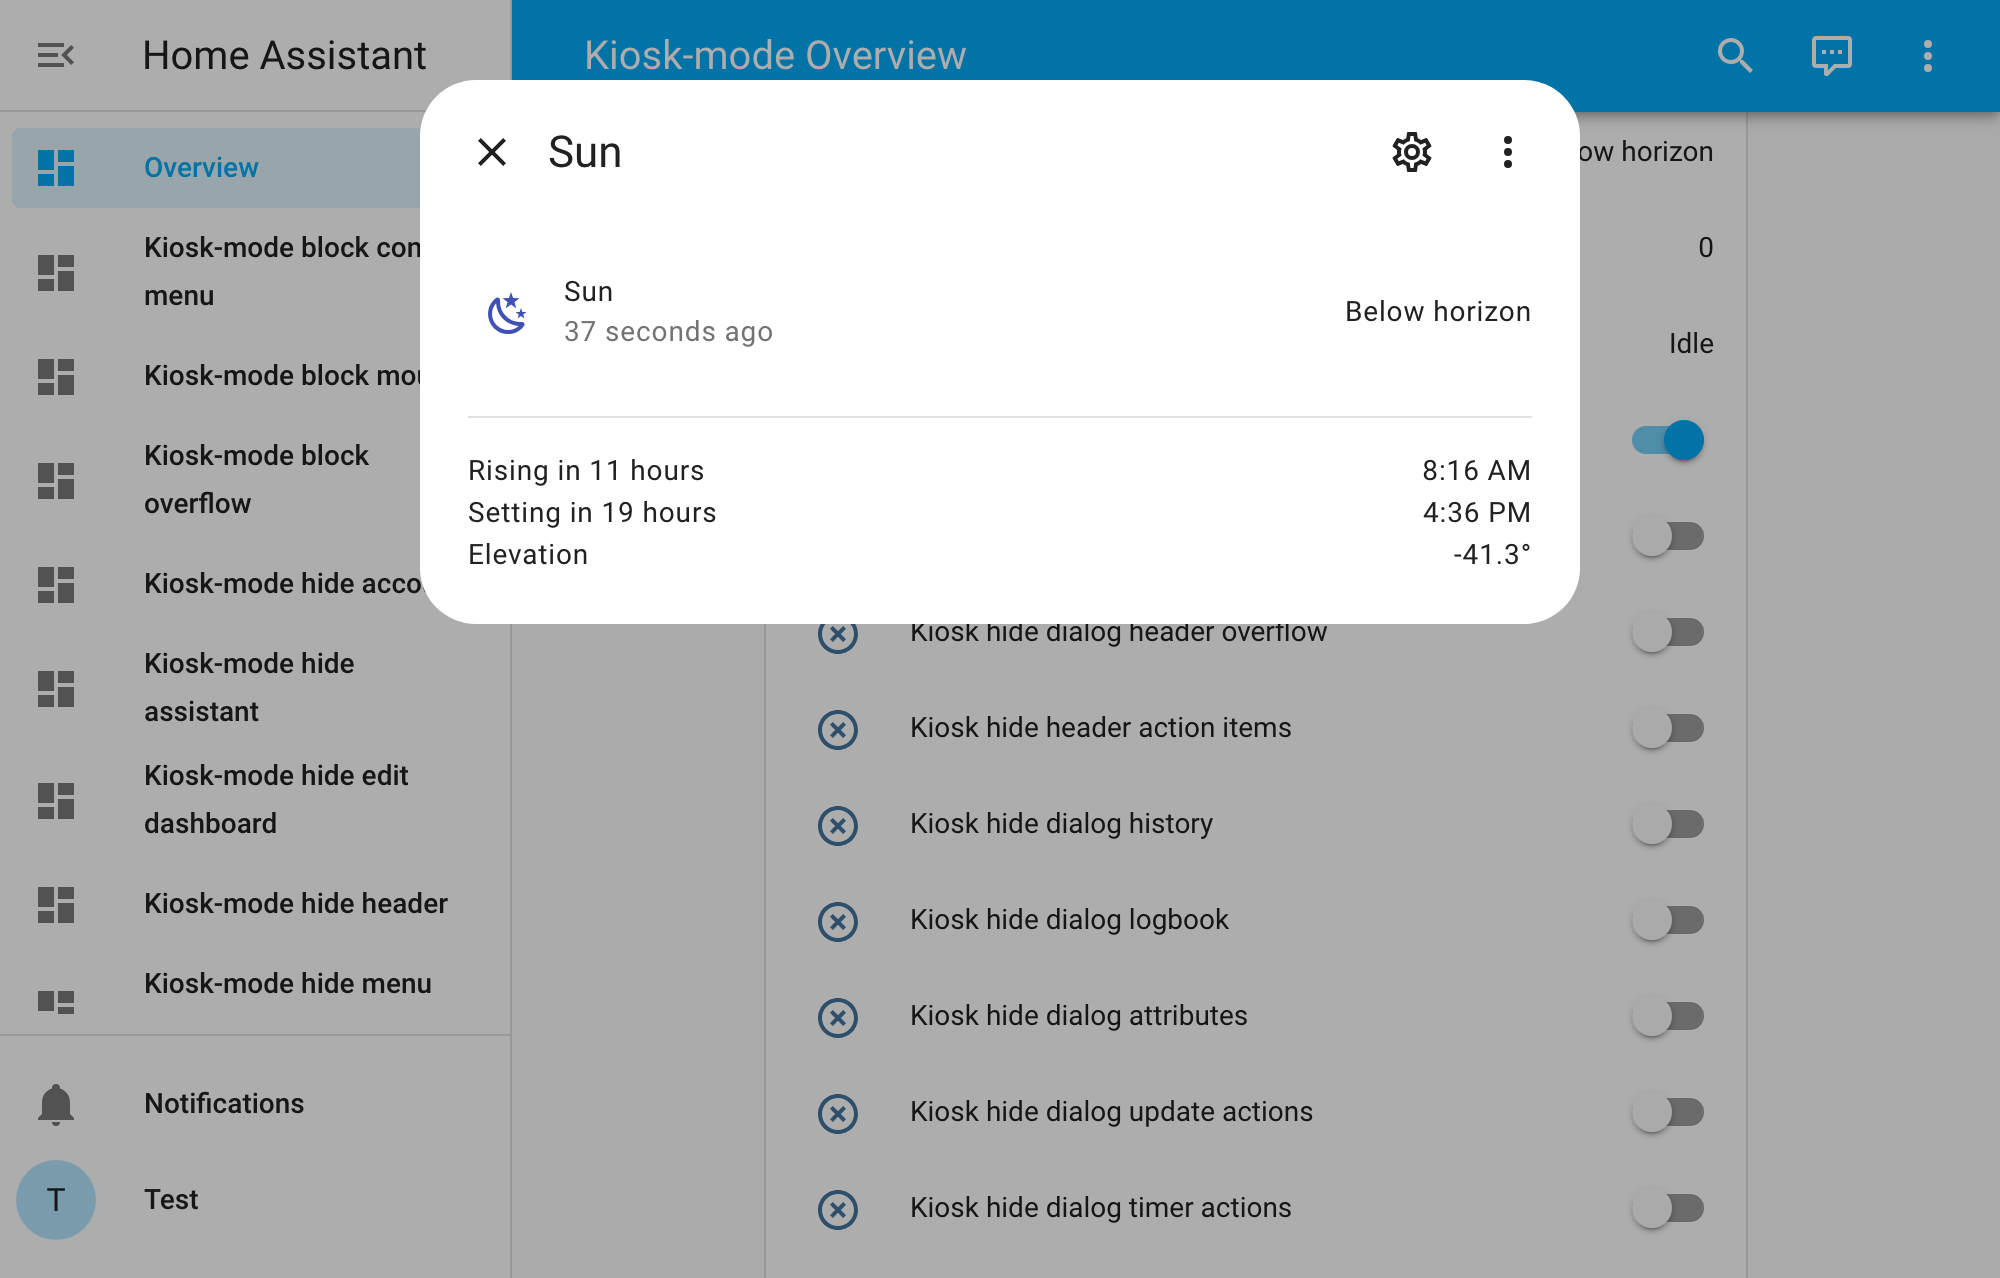 Home Assistant
Kiosk-mode Overview
Overview
Kiosk-mode block
menu
Kiosk-mode block
Kiosk-mode block
overflow
Kiosk-mode hide
Kiosk-mode hide
assistant
Kiosk-mode hide edit
dashboard
Kiosk-mode hide header
Kiosk-mode hide menu
Notifications
T
Test
Sun
Sun
37 seconds ago
Below horizon
Rising in 11 hours
8:16 AM
Setting in 19 hours
4:36 PM
Elevation
-41.3°
horizon
0
Idle
Kiosk hide dialog header overflow
Kiosk hide header action items
Kiosk hide dialog history
Kiosk hide dialog logbook
Kiosk hide dialog attributes
Kiosk hide dialog update actions
Kiosk hide dialog timer actions